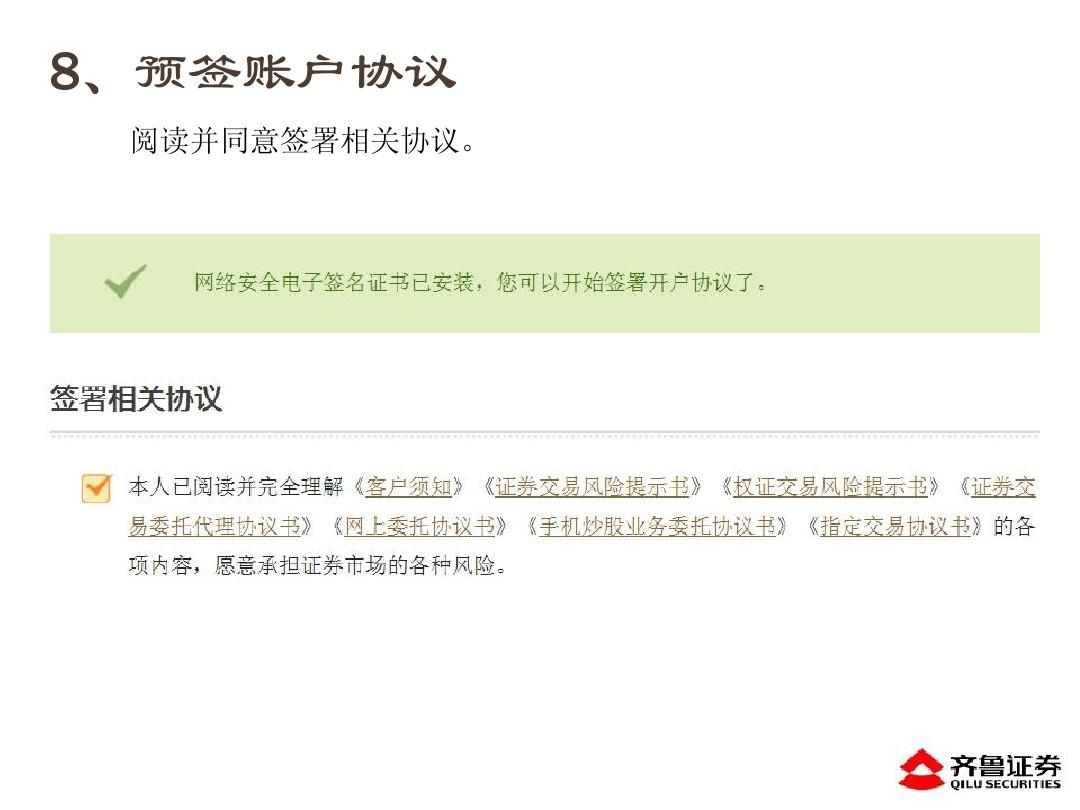 8、预签账户协议
阅读并同意签署相关协议。
网络安全电子签名证书已安装，您可以开始签署开户协议了。
签署相关协议
本人已阅读并完全理解《客户须知》《证券交易风险提示书》《权证交易风险提示书》《证券交
易委托代理协议书》《网上委托协议书》《手机炒股业务委托协议书》《指定交易协议书》的各
项内容，愿意承担证券市场的各种风险。
齐鲁证券
QILU SECURITIES